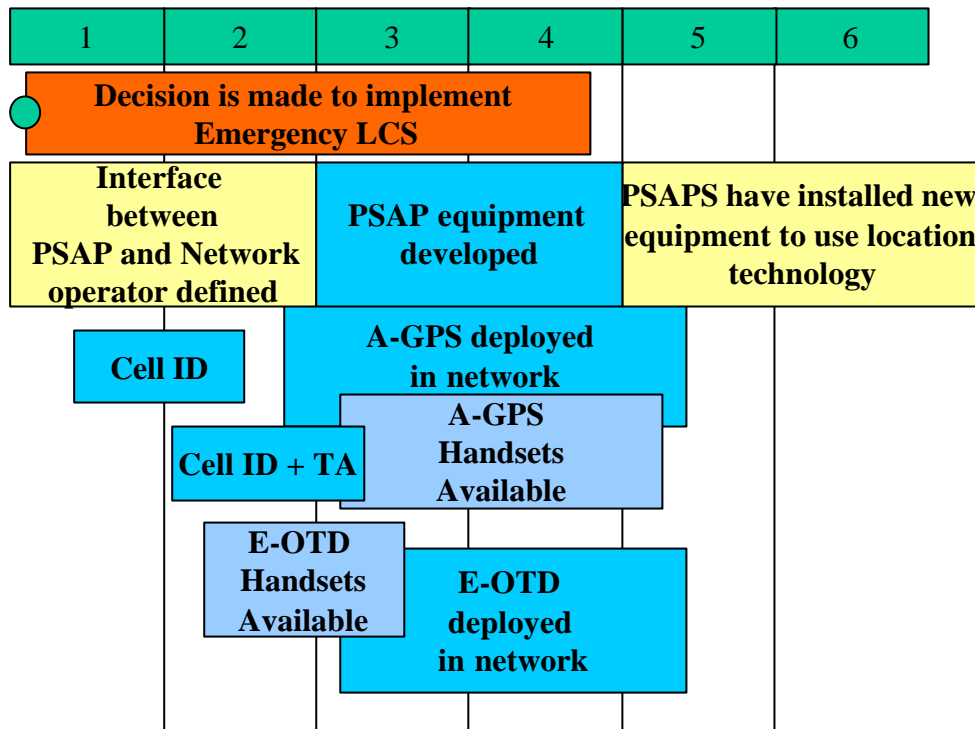 1 2 3 4 5 6
Decision is made to implement
Emergency LCS
Interface
between
PSAP and Network
operator defined
PSAP equipment
developed
PSAPS have installed new
equipment to use location
technology
Cell ID
A-GPS deployed
in network
A-GPS
Handsets
Available
Cell ID + TA
E-OTD
Handsets
Available
E-OTD
deployed
in network